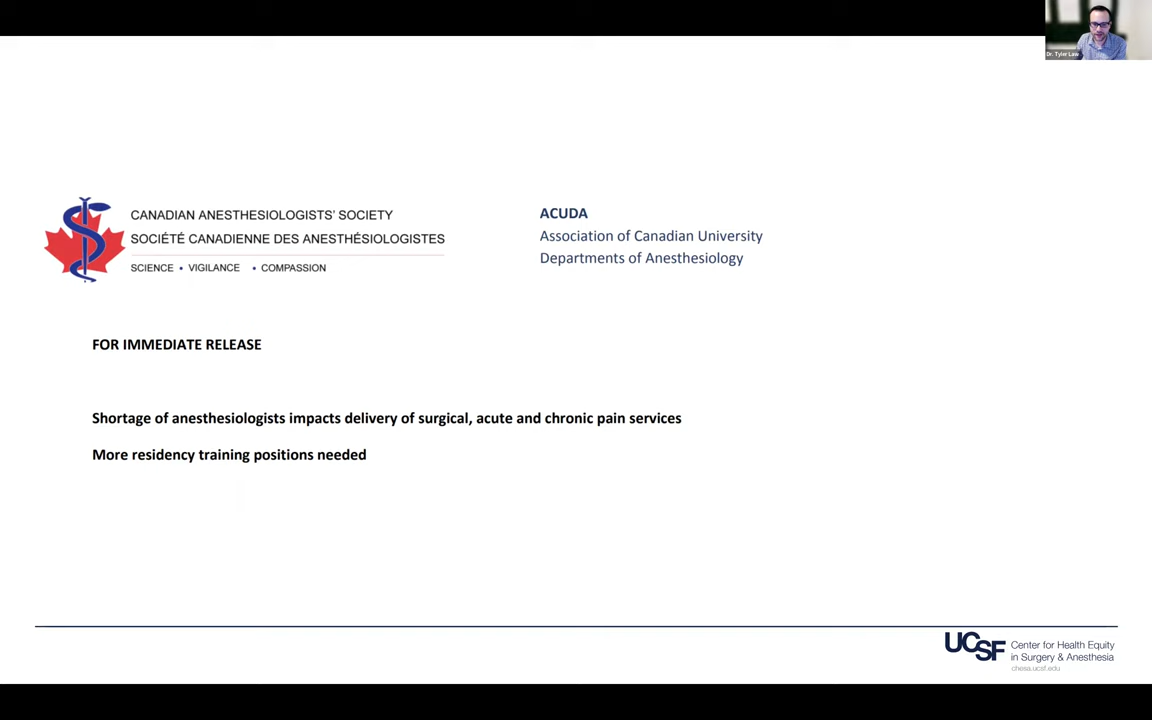 Dr. Tyler Law
CANADIAN ANESTHESIOLOGISTS' SOCIETY
SOCIÉTÉ CANADIENNE DES ANESTHÉSIOLOGISTES
SCIENCE • VIGILANCE • COMPASSION
ACUDA
Association of Canadian University
Departments of Anesthesiology
FOR IMMEDIATE RELEASE
Shortage of anesthesiologists impacts delivery of surgical, acute and chronic pain services
More residency training positions needed
UCSF
Center for Health Equity
in Surgery & Anesthesia
chesa.ucsf.edu